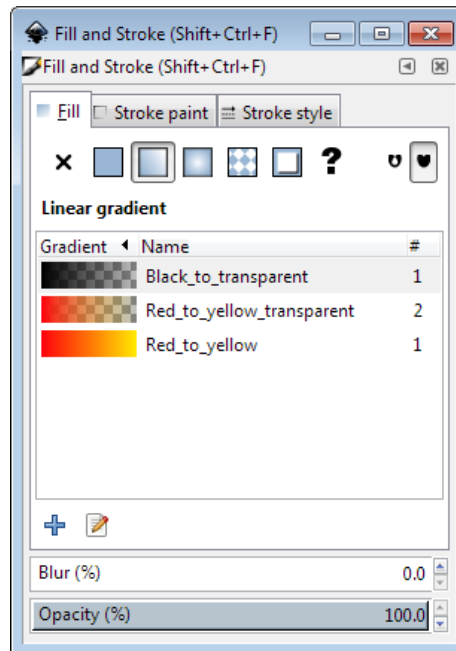 Fill and Stroke (Shift+Ctrl+F)
Fill and Stroke (Shift+Ctrl+F)
Fill Stroke paint Stroke style
?
Linear gradient
Gradient Name #
Black_to_transparent 1
Red_to_yellow_transparent 2
Red_to_yellow 1
Blur (%) 0.0
Opacity (%) 100.0